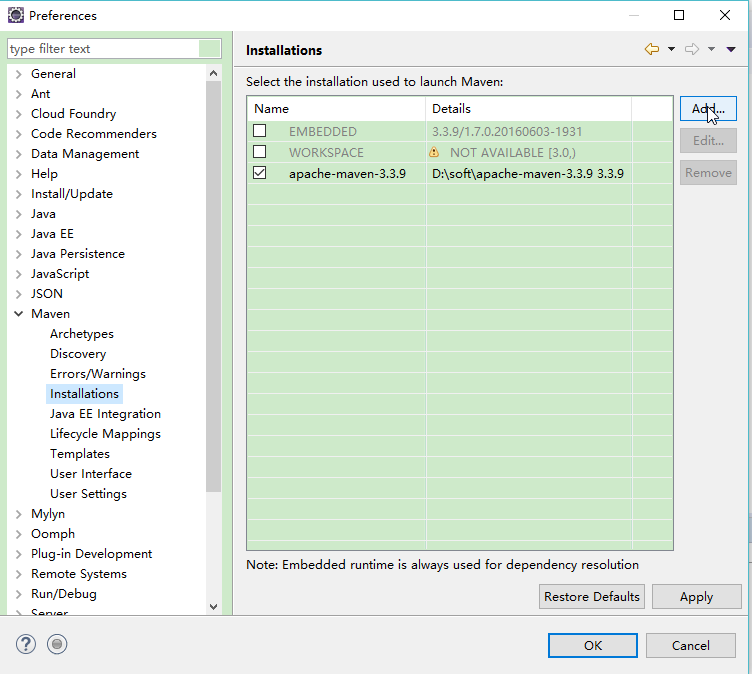 Preferences
type filter text
General
Ant
Cloud Foundry
Code Recommenders
Data Management
Help
Install/Update
Java
Java EE
Java Persistence
JavaScript
JSON
Maven
Archetypes
Discovery
Errors/Warnings
Installations
Java EE Integration
Lifecycle Mappings
Templates
User Interface
User Settings
Mylyn
Oomph
Plug-in Development
Remote Systems
Run/Debug
Server
Installations
Select the installation used to launch Maven:
Name Details
EMBEDDED 3.3.9/1.7.0.20160603-1931
WORKSPACE NOT AVAILABLE [3.0,)
apache-maven-3.3.9 D:\soft\apache-maven-3.3.9 3.3.9
Add...
Edit...
Remove
Note: Embedded runtime is always used for dependency resolution
Restore Defaults Apply
OK Cancel